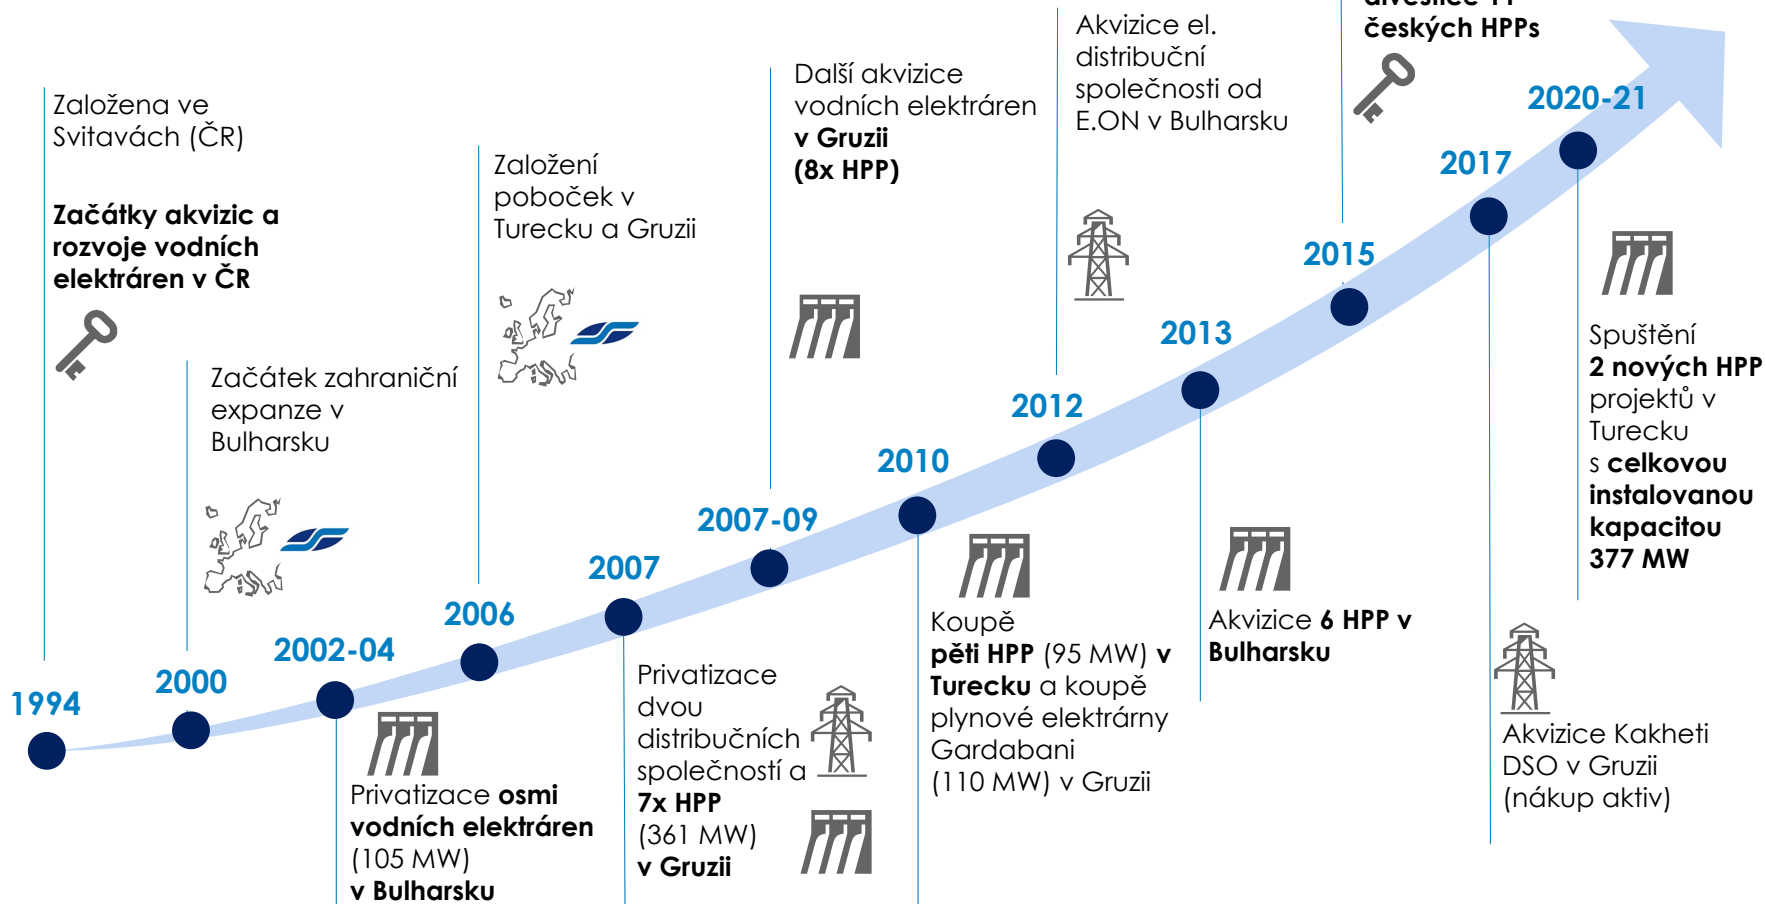 Založena ve
Svitavách (ČR)
Začátky akvizic a
rozvoje vodních
elektráren v ČR
1994
Začátek zahraniční
expanze v
Bulharsku
2000
2002-04
Privatizace osmi
vodních elektráren
(105 MW)
v Bulharsku
Založení
poboček v
Turecku a Gruzii
2006
2007
Privatizace
dvou
distribučních
společností a
7x HPP
(361 MW)
v Gruzii
Další akvizice
vodních elektráren
v Gruzii
(8x HPP)
2007-09
2010
Koupě
pěti HPP (95 MW) v
Turecku a koupě
plynové elektrárny
Gardabani
(110 MW) v Gruzii
Akvizice el.
distribuční
společnosti od
E.ON v Bulharsku
2012
2013
Akvizice 6 HPP v
Bulharsku
českých HPPs
2015
2017
Akvizice Kakheti
DSO v Gruzii
(nákup aktiv)
2020-21
Spuštění
2 nových HPP
projektů v
Turecku
s celkovou
instalovanou
kapacitou
377 MW